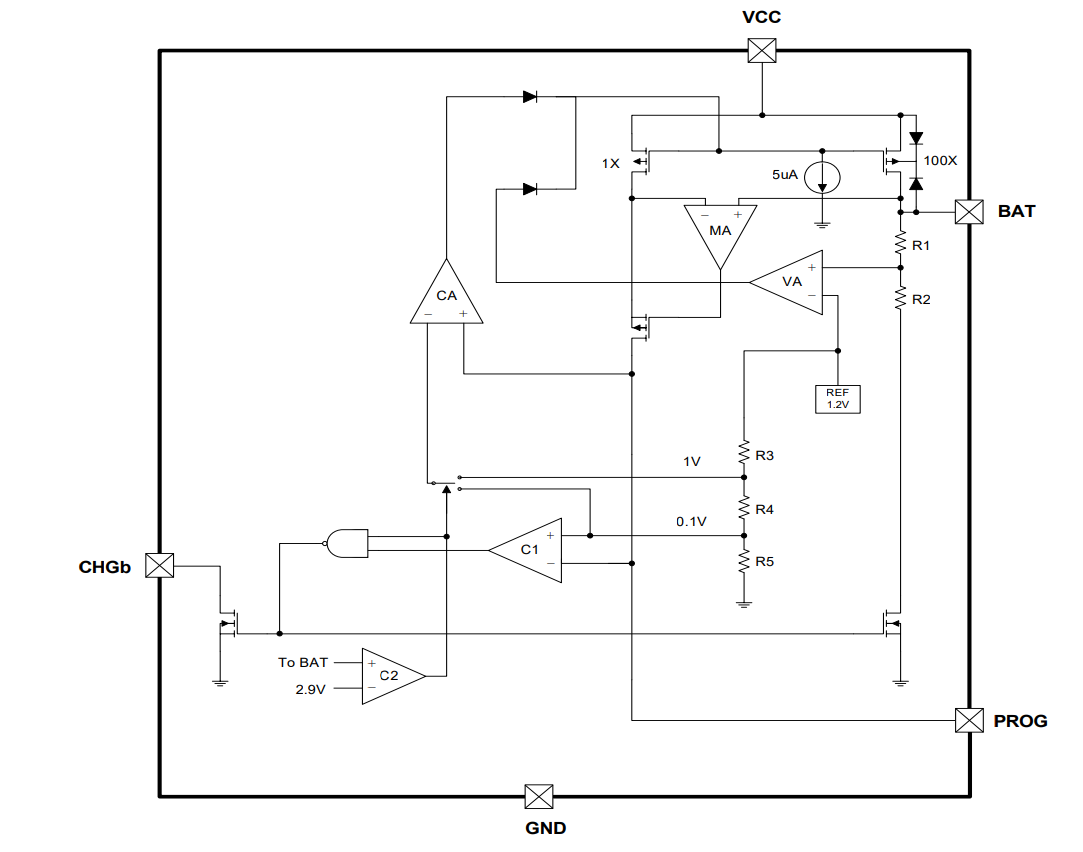 VCC
1X
5uA
100X
BAT
− +
MA
R1
+
VA
−
R2
CA
− +
REF
1.2V
R3
1V
R4
0.1V
+
C1
−
R5
CHGb
To BAT
+
C2
2.9V
−
PROG
GND